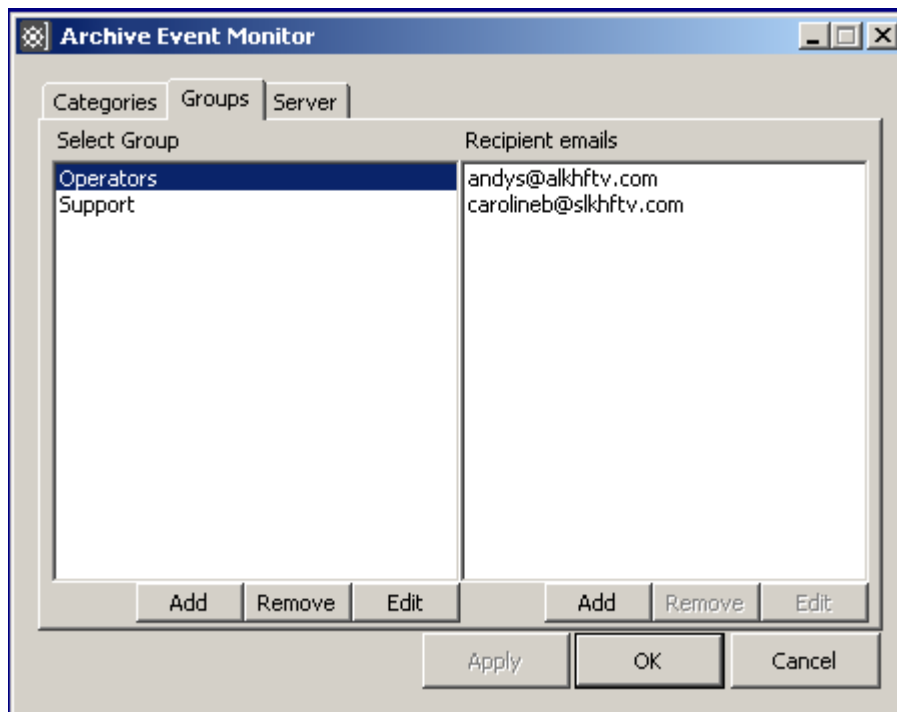 Archive Event Monitor
Categories Groups Server
Select Group Recipient emails
Operators andys@alkhftv.com
Support carolineb@slkhftv.com
Add Remove Edit Add Remove Edit
Apply OK Cancel